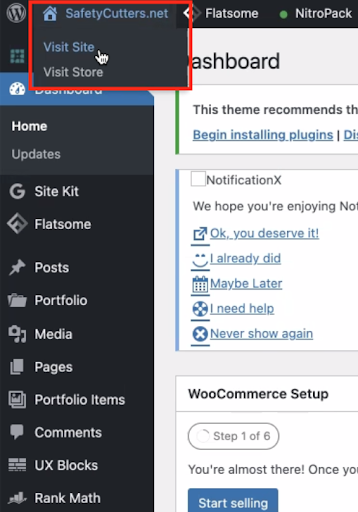 SafetyCutters.net
Flatsome
NitroPack
Visit Site
Visit Store
Dashboard
Dashboard
Home
Updates
Site Kit
Flatsome
Posts
Portfolio
Media
Pages
Portfolio Items
Comments
UX Blocks
Rank Math
This theme recommends th
Begin installing plugins | Dis
NotificationX
We hope you're enjoying Not
Ok, you deserve it!
I already did
Maybe Later
I need help
Never show again
WooCommerce Setup
Step 1 of 6
You're almost there! Once you
Start selling